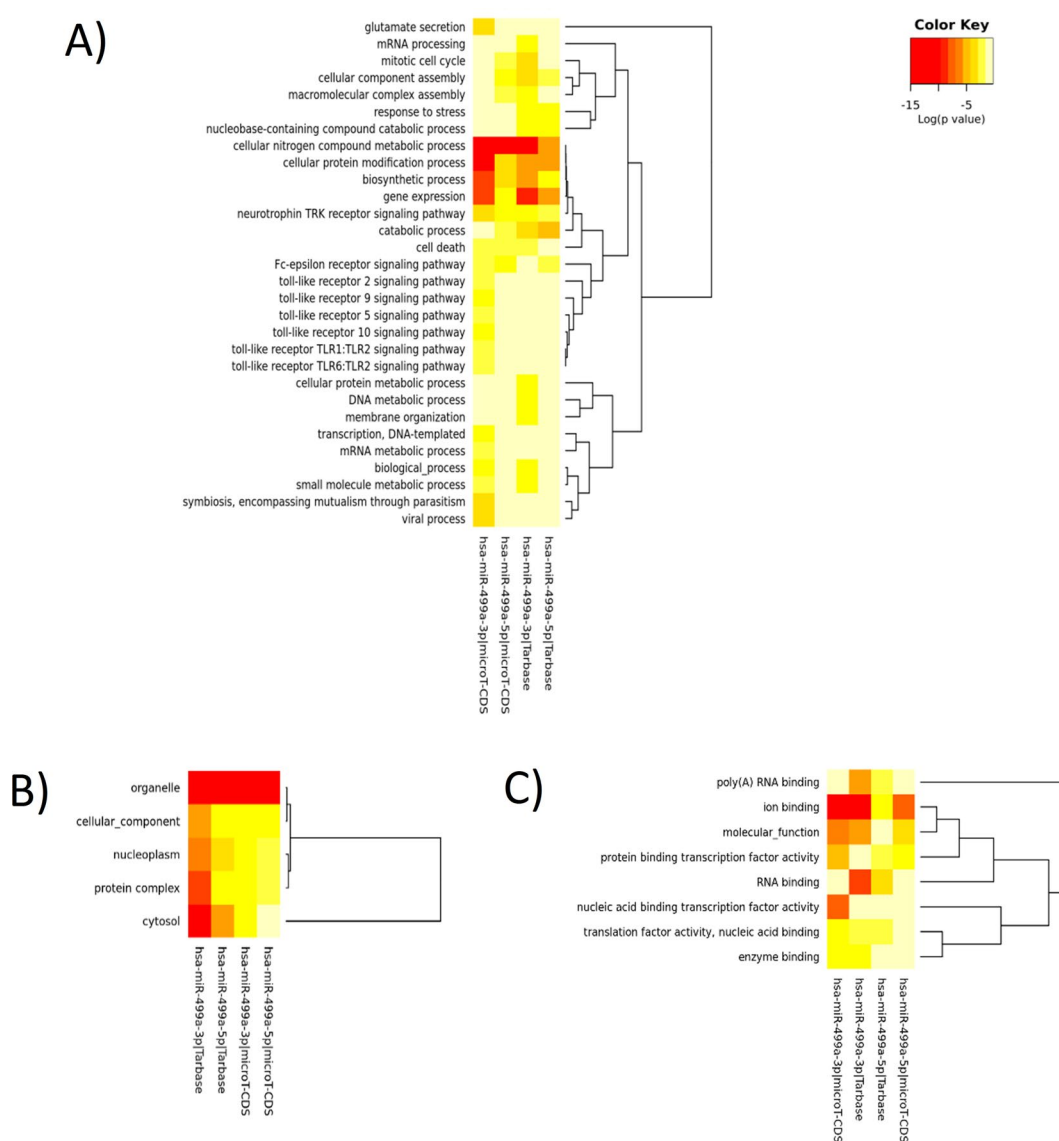 A)
glutamate secretion
mRNA processing
mitotic cell cycle
cellular component assembly
macromolecular complex assembly
response to stress
nucleobase-containing compound catabolic process
cellular nitrogen compound metabolic process
cellular protein modification process
biosynthetic process
gene expression
neurotrophin TRK receptor signaling pathway
catabolic process
cell death
Fc-epsilon receptor signaling pathway
toll-like receptor 2 signaling pathway
toll-like receptor 9 signaling pathway
toll-like receptor 5 signaling pathway
toll-like receptor 10 signaling pathway
toll-like receptor TLR1:TLR2 signaling pathway
toll-like receptor TLR6:TLR2 signaling pathway
cellular protein metabolic process
DNA metabolic process
membrane organization
transcription, DNA-templated
mRNA metabolic process
biological_process
small molecule metabolic process
symbiosis, encompassing mutualism through parasitism
viral process
hsa-miR-499a-3p|microT-CDS
hsa-miR-499a-5p|microT-CDS
hsa-miR-499a-3p|Tarbase
hsa-miR-499a-5p|Tarbase
Color Key
-15 -5
Log(p value)
B)
organelle
cellular_component
nucleoplasm
protein complex
cytosol
hsa-miR-499a-3p|Tarbase
hsa-miR-499a-5p|Tarbase
hsa-miR-499a-3p|microT-CDS
hsa-miR-499a-5p|microT-CDS
C)
poly(A) RNA binding
ion binding
molecular_function
protein binding transcription factor activity
RNA binding
nucleic acid binding transcription factor activity
translation factor activity, nucleic acid binding
enzyme binding
hsa-miR-499a-3p|microT-CDS
hsa-miR-499a-3p|Tarbase
hsa-miR-499a-5p|Tarbase
hsa-miR-499a-5p|microT-CDS